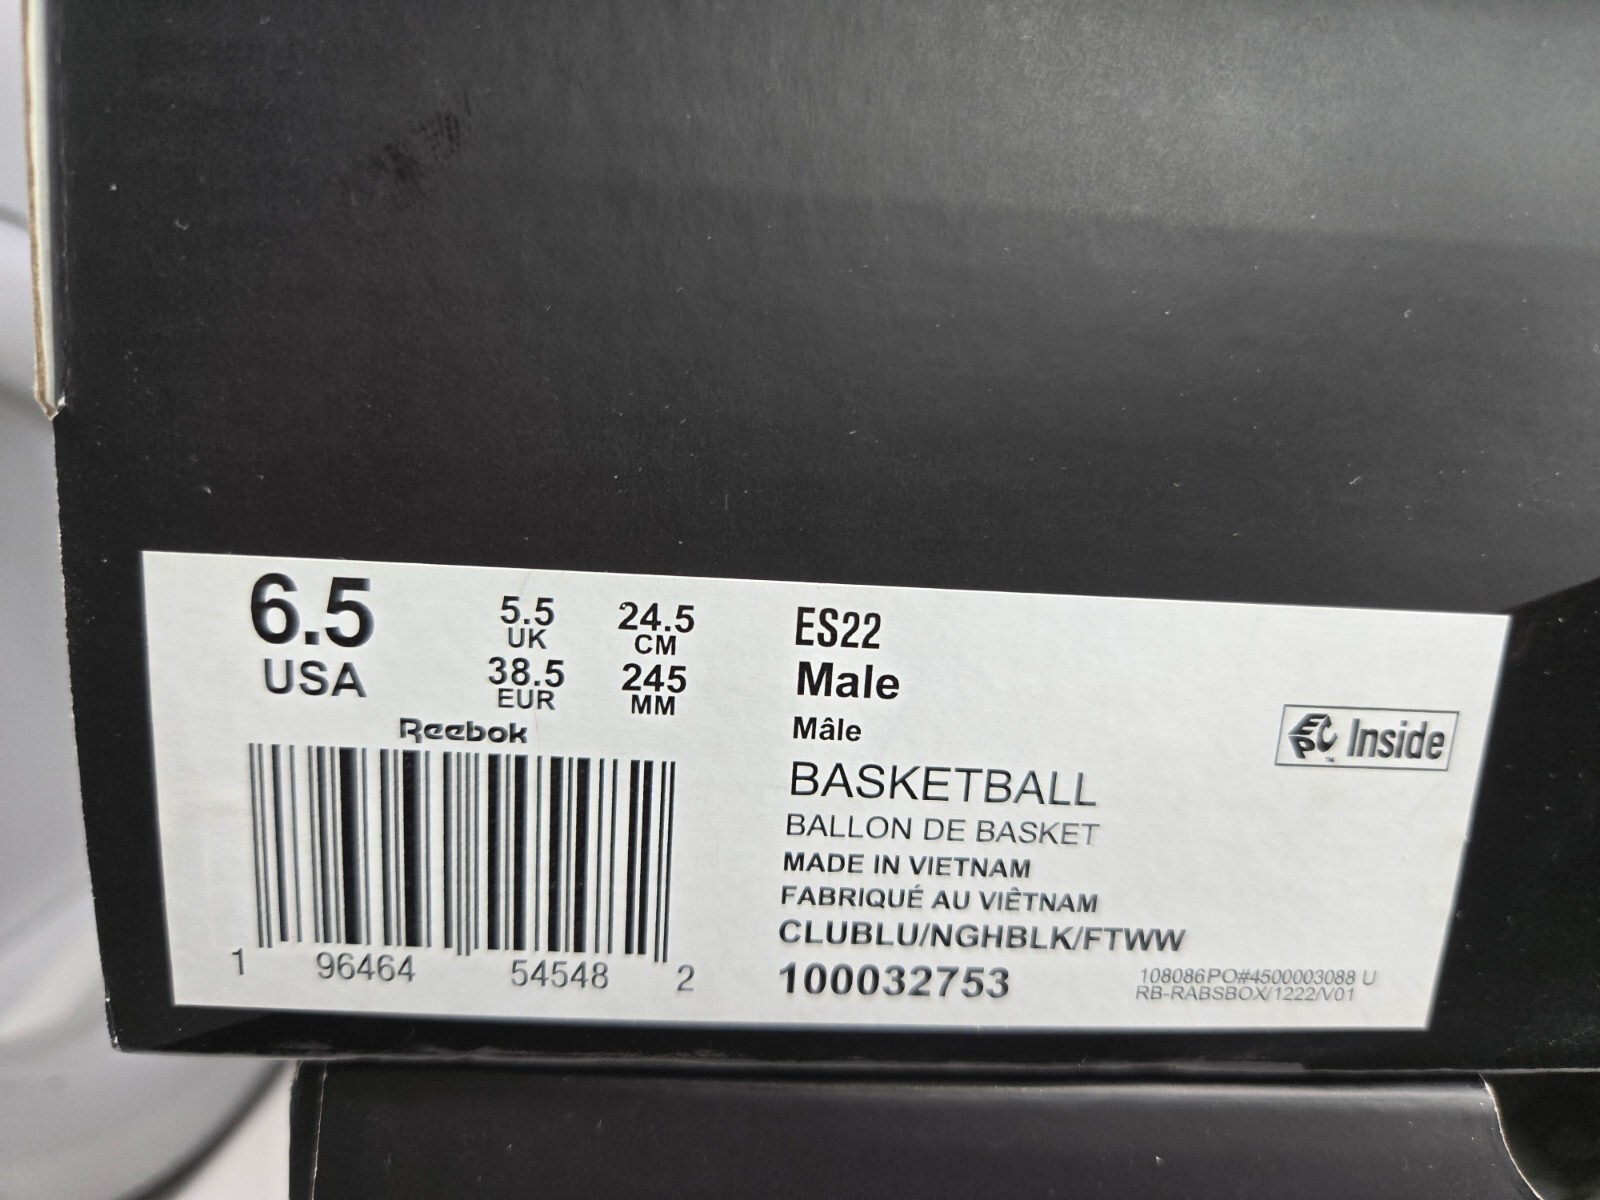 6.5
USA
5.5
UK
38.5
EUR
24.5
CM
245
MM
Reebok
1 96464 54548 2
ES22
Male
Mâle
BASKETBALL
BALLON DE BASKET
MADE IN VIETNAM
FABRIQUÉ AU VIÊTNAM
CLUBLU/NGHBLK/FTWW
100032753
EPC Inside
TM
108086PO#4500003088 U
RB-RABSBOX/1222/V01